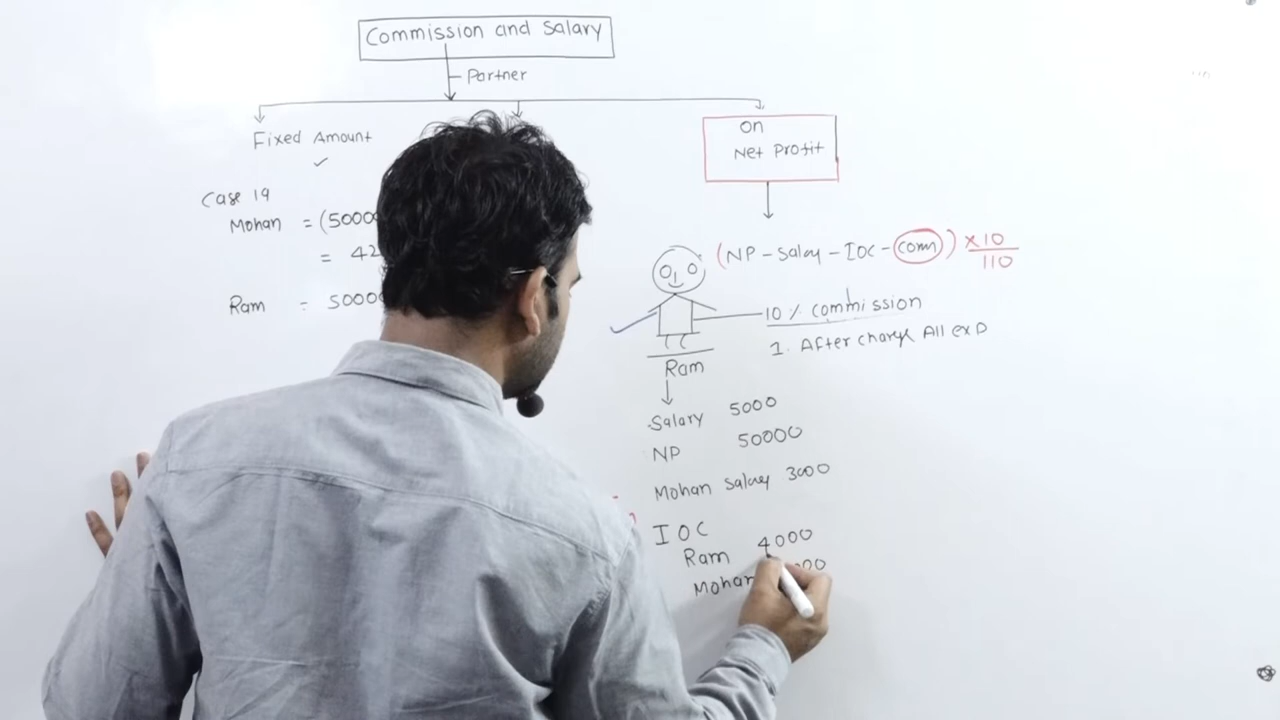 Commission and Salary
Partner
Fixed Amount
✓
On
Net Profit
Case 19
Mohan = (5000
= 42
Ram = 5000
(NP - Salary - IOC - Comm) × 10
110
10 % commission
1. After charge All exp
Ram
Salary 5000
NP 50000
Mohan Salary 3000
IOC
Ram 4000
Mohan